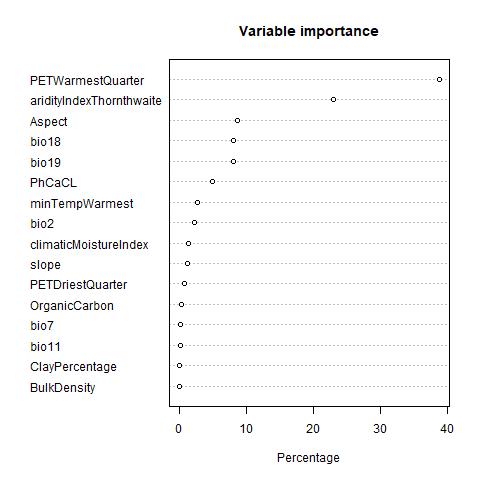 Variable importance
PETWarmestQuarter
aridityIndexThornthwaite
Aspect
bio18
bio19
PhCaCL
minTempWarmest
bio2
climaticMoistureIndex
slope
PETDriestQuarter
OrganicCarbon
bio7
bio11
ClayPercentage
BulkDensity
0 10 20 30 40
Percentage